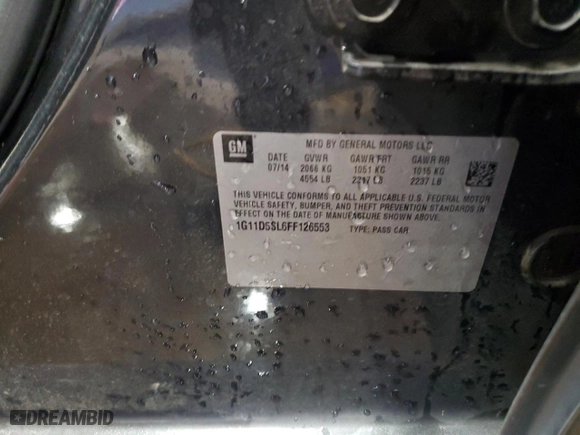 GM
MFD BY GENERAL MOTORS LLC
DATE GVWR GAWR FRT GAWR RR
07/14 2066 KG 1051 KG 1015 KG
4554 LB 2217 LB 2237 LB
THIS VEHICLE CONFORMS TO ALL APPLICABLE U.S. FEDERAL MOTOR
VEHICLE SAFETY, BUMPER, AND THEFT PREVENTION STANDARDS IN
EFFECT ON THE DATE OF MANUFACTURE SHOWN ABOVE.
1G11D5SL6FF126553 TYPE: PASS CAR
DREAMBID